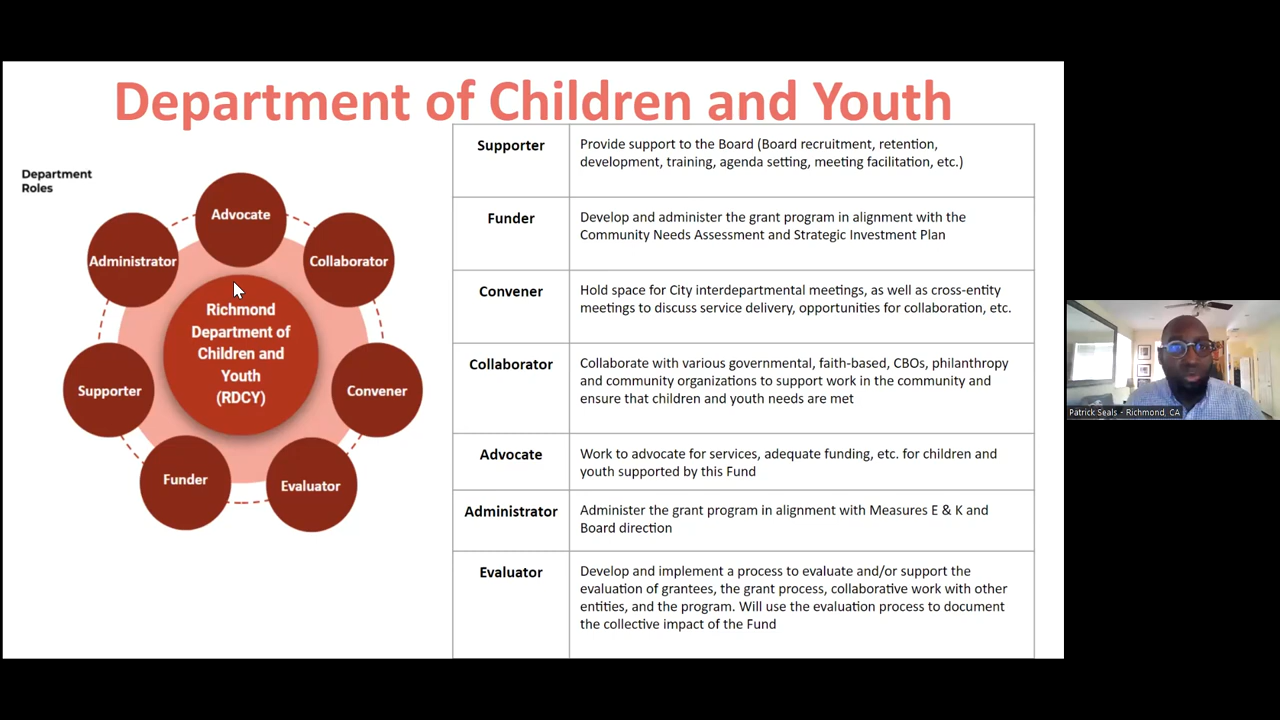 Department of Children and Youth
Department
Roles
Advocate
Administrator
Collaborator
Richmond
Department of
Children and
Youth
(RDCY)
Supporter
Convener
Funder
Evaluator
Supporter
Provide support to the Board (Board recruitment, retention,
development, training, agenda setting, meeting facilitation, etc.)
Funder
Develop and administer the grant program in alignment with the
Community Needs Assessment and Strategic Investment Plan
Convener
Hold space for City interdepartmental meetings, as well as cross-entity
meetings to discuss service delivery, opportunities for collaboration, etc.
Collaborator
Collaborate with various governmental, faith-based, CBOs, philanthropy
and community organizations to support work in the community and
ensure that children and youth needs are met
Advocate
Work to advocate for services, adequate funding, etc. for children and
youth supported by this Fund
Administrator
Administer the grant program in alignment with Measures E & K and
Board direction
Evaluator
Develop and implement a process to evaluate and/or support the
evaluation of grantees, the grant process, collaborative work with other
entities, and the program. Will use the evaluation process to document
the collective impact of the Fund
Patrick Seals - Richmond, CA